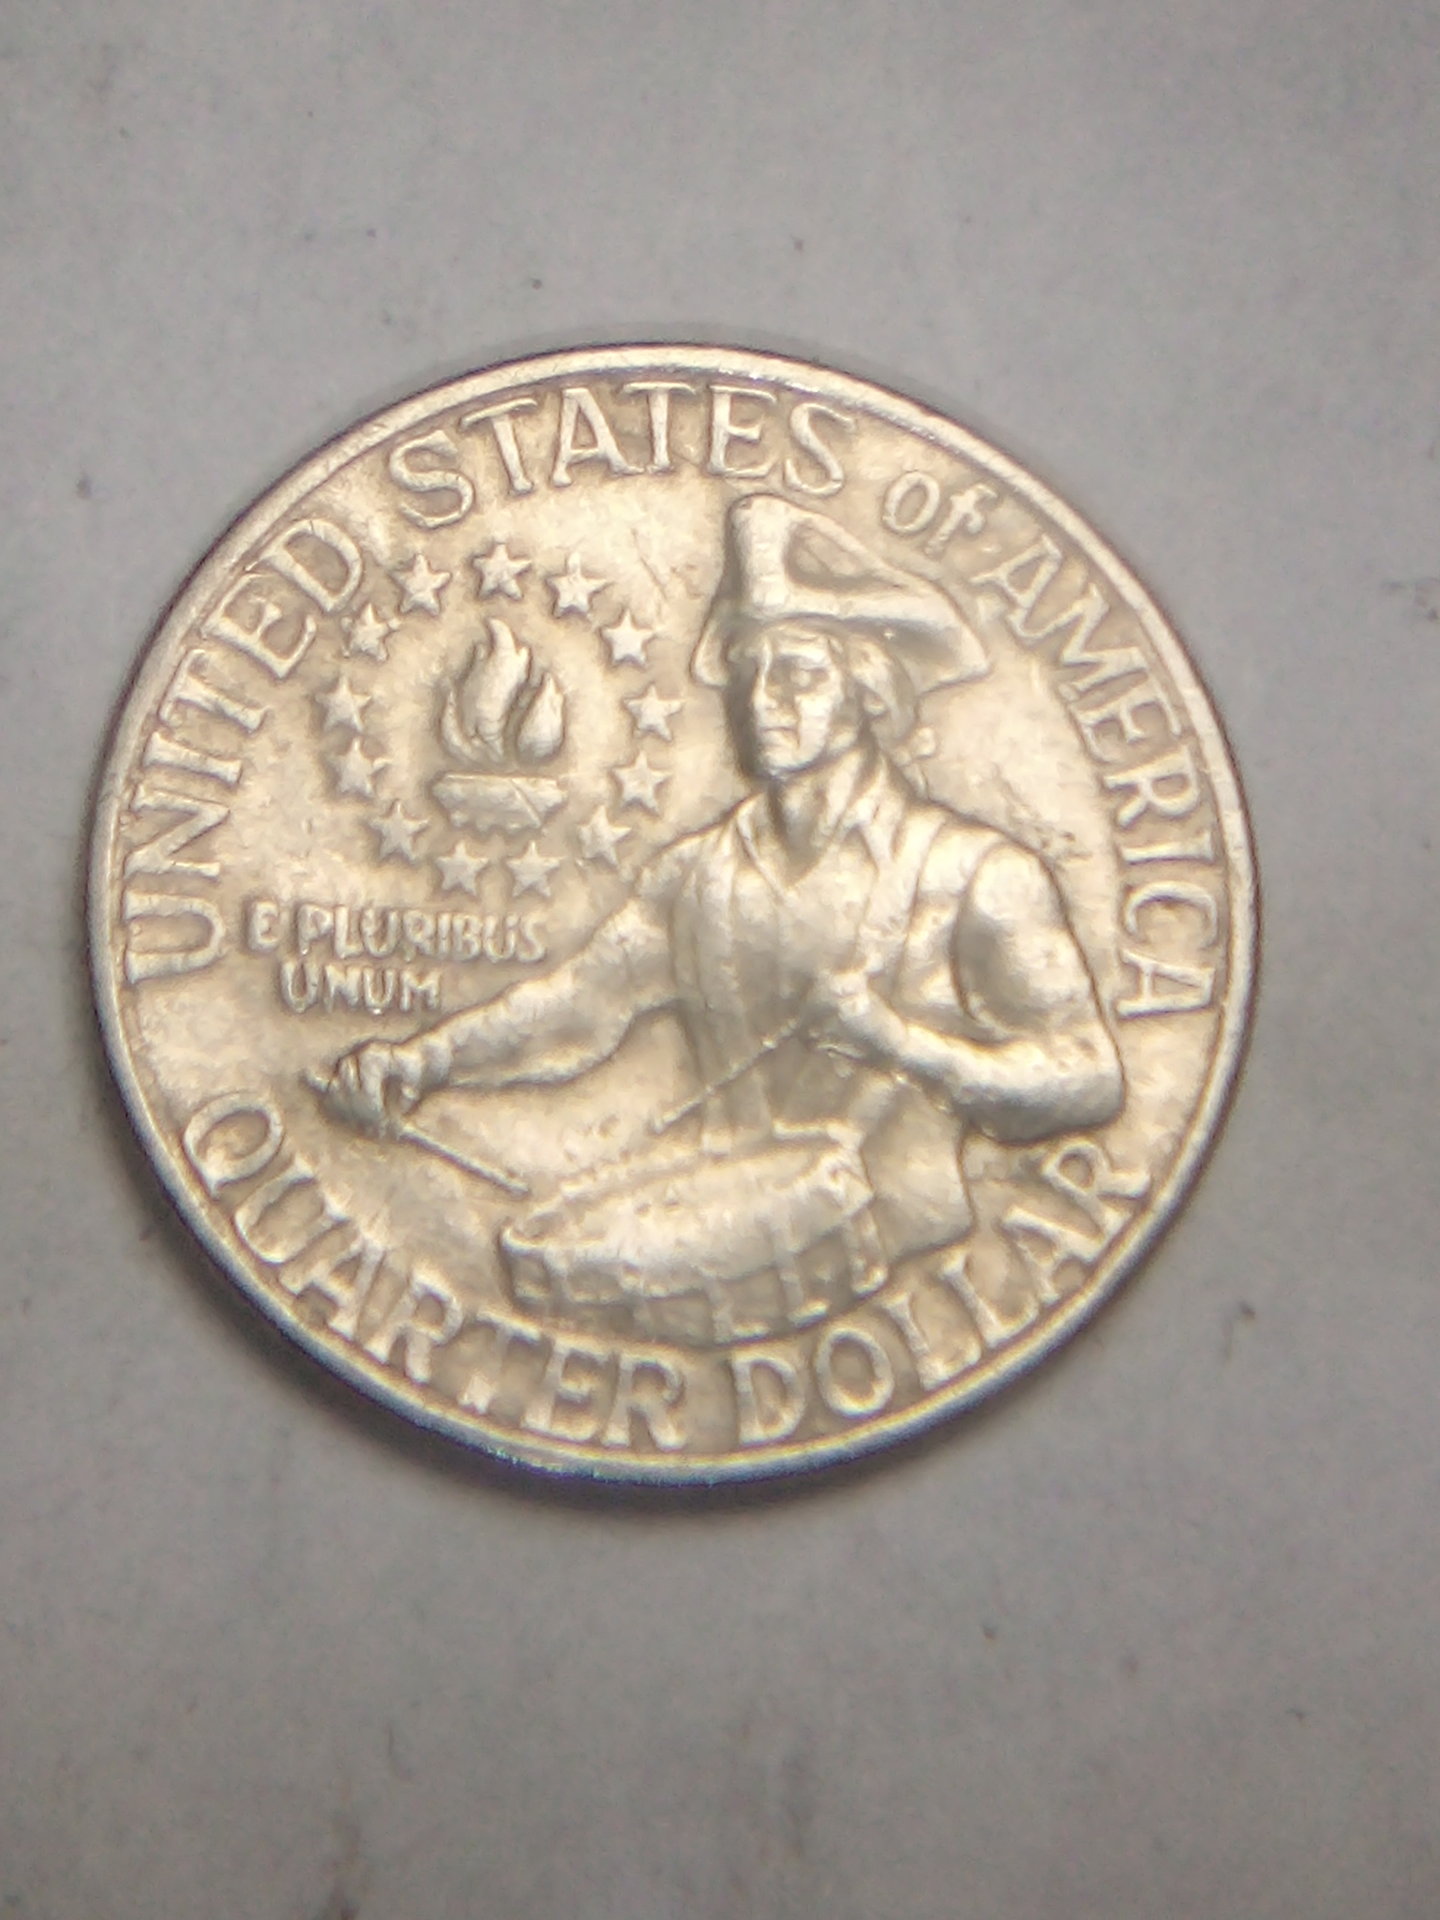 UNITED STATES of AMERICA
E PLURIBUS
UNUM
QUARTER DOLLAR